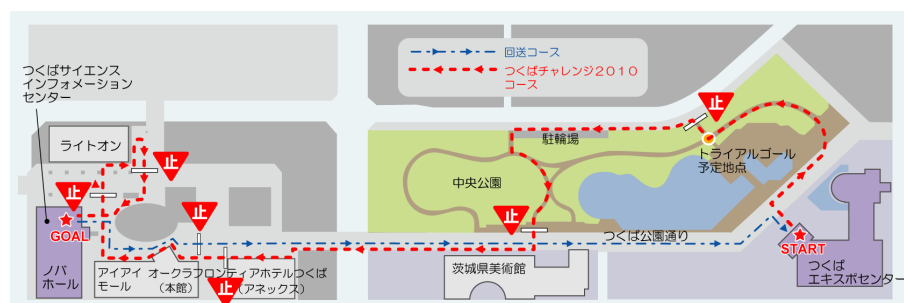 回送コース
つくばチャレンジ2010
コース
つくばサイエンス
インフォメーション
センター
止
ライトオン
駐輪場
トライアルゴール
予定地点
止
中央公園
止
止
止
GOAL
つくば公園通り
START
ノバ
ホール
アイアイ
モール
オークラフロンティアホテルつくば
(本館)
(アネックス)
止
茨城県美術館
つくば
エキスポセンター